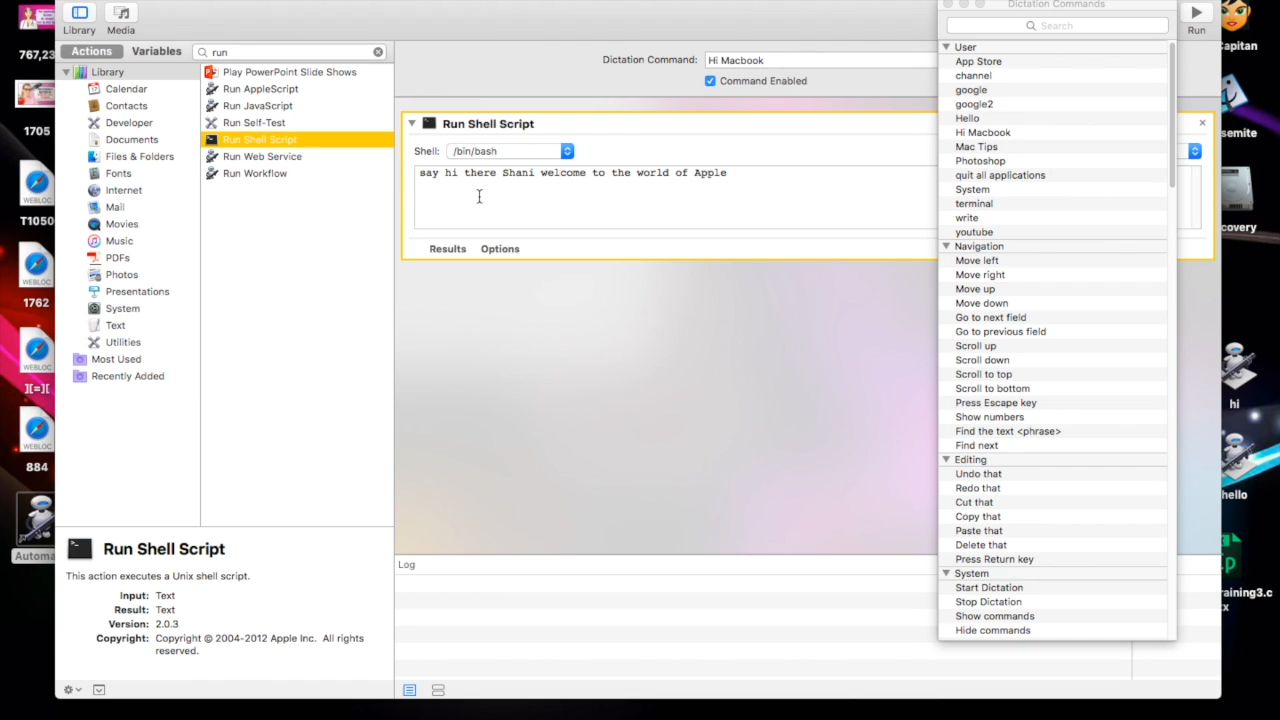 Library
Media
Dictation Commands
Search
Run
Actions
Variables
run
Dictation Command:
Hi Macbook
Command Enabled
Library
Calendar
Contacts
Developer
Documents
Files & Folders
Fonts
Internet
Mail
Movies
Music
PDFs
Photos
Presentations
System
Text
Utilities
Most Used
Recently Added
Play PowerPoint Slide Shows
Run AppleScript
Run JavaScript
Run Self-Test
Run Shell Script
Run Web Service
Run Workflow
Run Shell Script
Shell:
/bin/bash
say hi there Shani welcome to the world of Apple
Results
Options
Log
Run Shell Script
This action executes a Unix shell script.
Input: Text
Result: Text
Version: 2.0.3
Copyright: Copyright © 2004-2012 Apple Inc. All rights
reserved.
User
App Store
channel
google
google2
Hello
Hi Macbook
Mac Tips
Photoshop
quit all applications
System
terminal
write
youtube
Navigation
Move left
Move right
Move up
Move down
Go to next field
Go to previous field
Scroll up
Scroll down
Scroll to top
Scroll to bottom
Press Escape key
Show numbers
Find the text <phrase>
Find next
Editing
Undo that
Redo that
Cut that
Copy that
Paste that
Delete that
Press Return key
System
Start Dictation
Stop Dictation
Show commands
Hide commands
767,23
1705
WEBLOC
T1050
WEBLOC
1762
WEBLOC
][=][
WEBLOC
884
Automa
Capitan
semite
covery
hi
hello
raining3.c